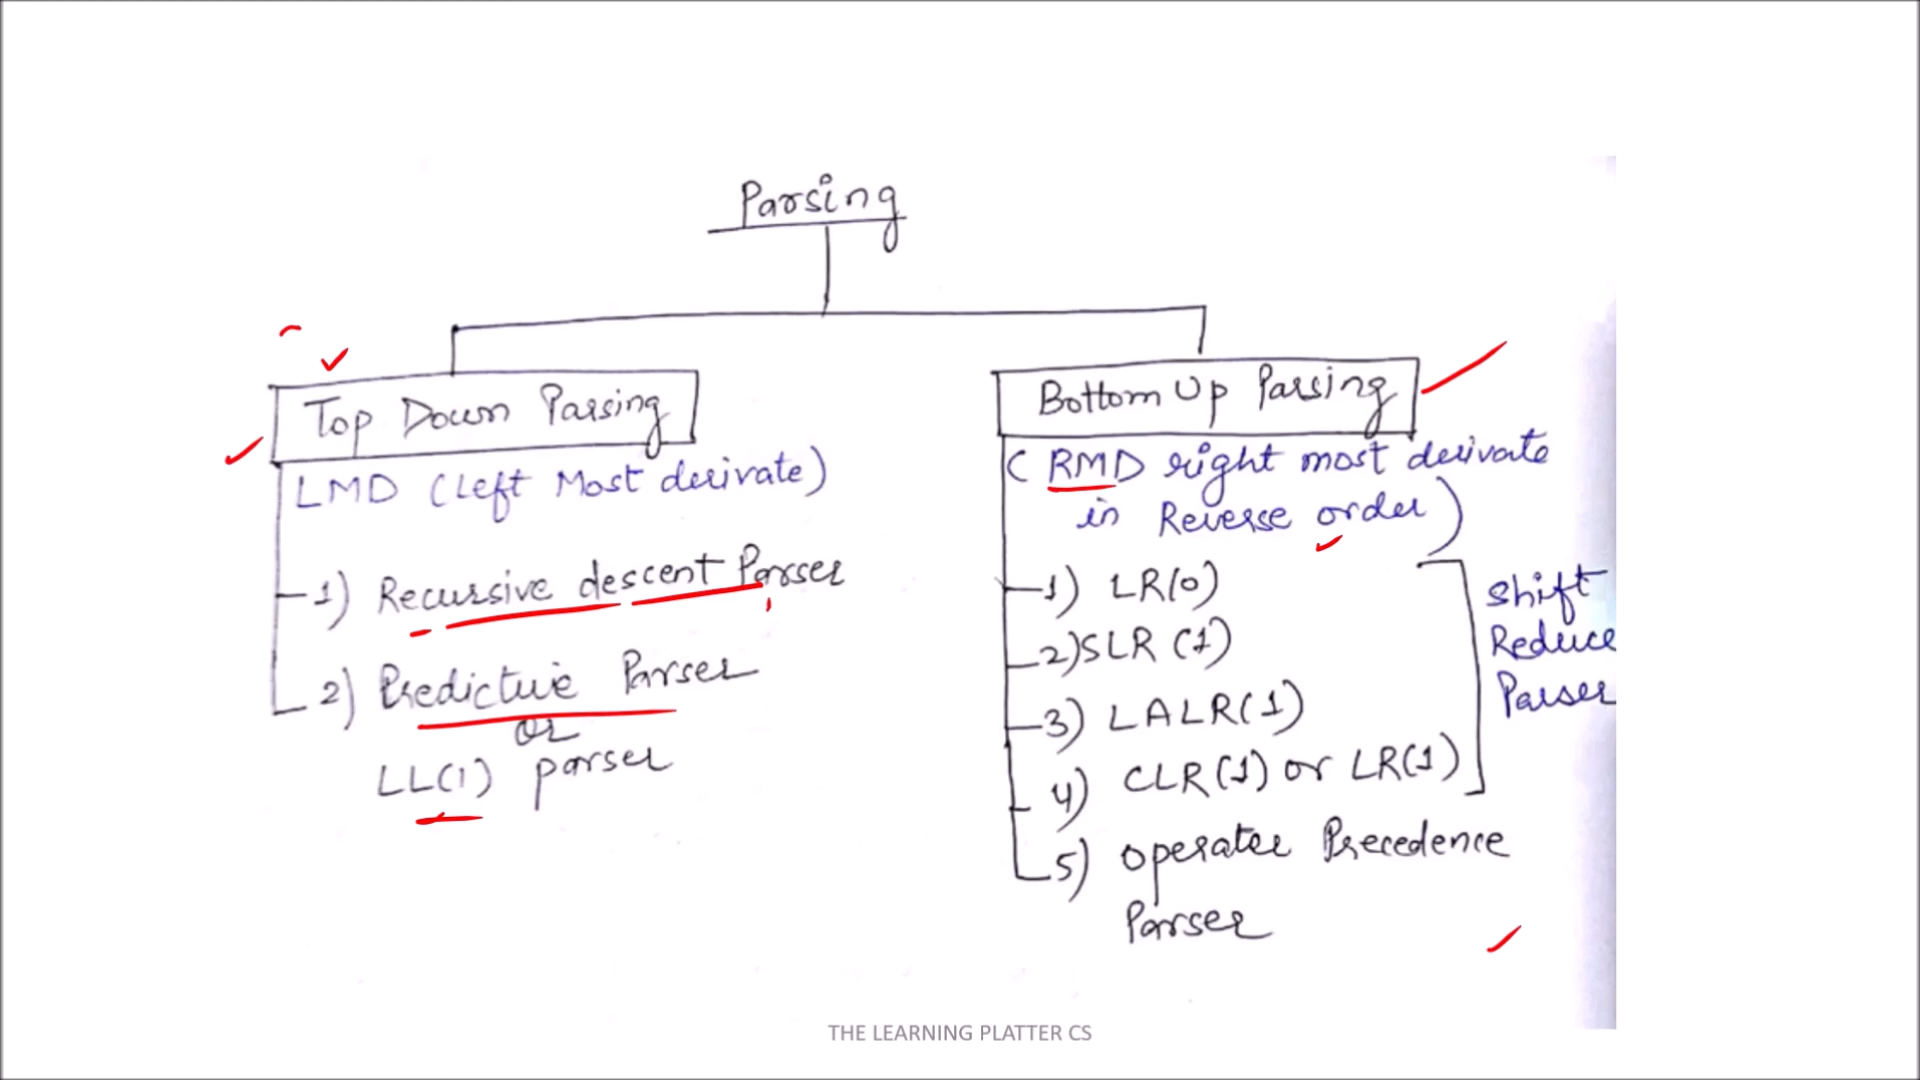 Parsing
Top Down Parsing
LMD (Left Most derivate)
1) Recursive descent Parser
2) Predictive Parser
or
LL(1) parser
Bottom Up Parsing
( RMD right most derivate
in Reverse order )
1) LR(0)
2) SLR (1)
3) LALR(1)
4) CLR(1) or LR(1)
5) operator Precedence
Parser
Shift
Reduce
Parser
THE LEARNING PLATTER CS